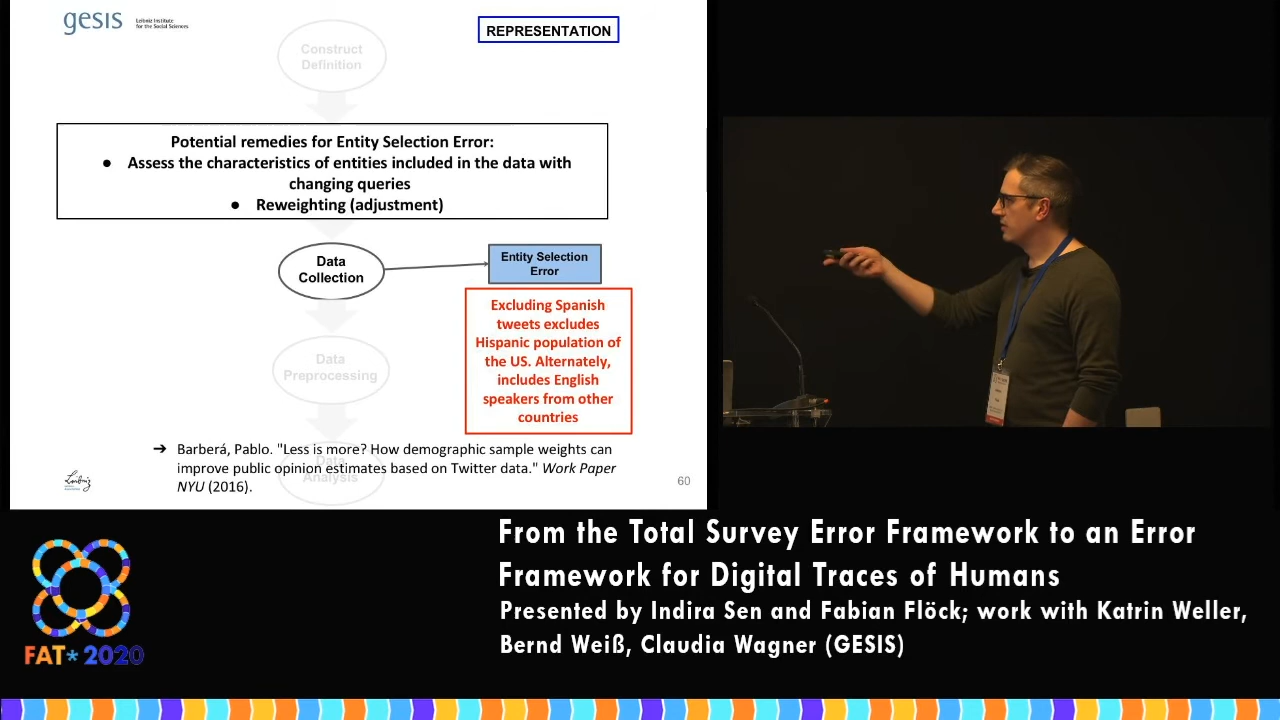 gesis
Leibniz Institute
for the Social Sciences
REPRESENTATION
Construct
Definition
Potential remedies for Entity Selection Error:
● Assess the characteristics of entities included in the data with
changing queries
● Reweighting (adjustment)
Data
Collection
Entity Selection
Error
Excluding Spanish
tweets excludes
Hispanic population of
the US. Alternately,
includes English
speakers from other
countries
Data
Preprocessing
➔ Barberá, Pablo. "Less is more? How demographic sample weights can
improve public opinion estimates based on Twitter data." Work Paper
NYU (2016).
Data
Analysis
Leibniz
60
From the Total Survey Error Framework to an Error
Framework for Digital Traces of Humans
Presented by Indira Sen and Fabian Flöck; work with Katrin Weller,
Bernd Weiß, Claudia Wagner (GESIS)
FAT* 2020